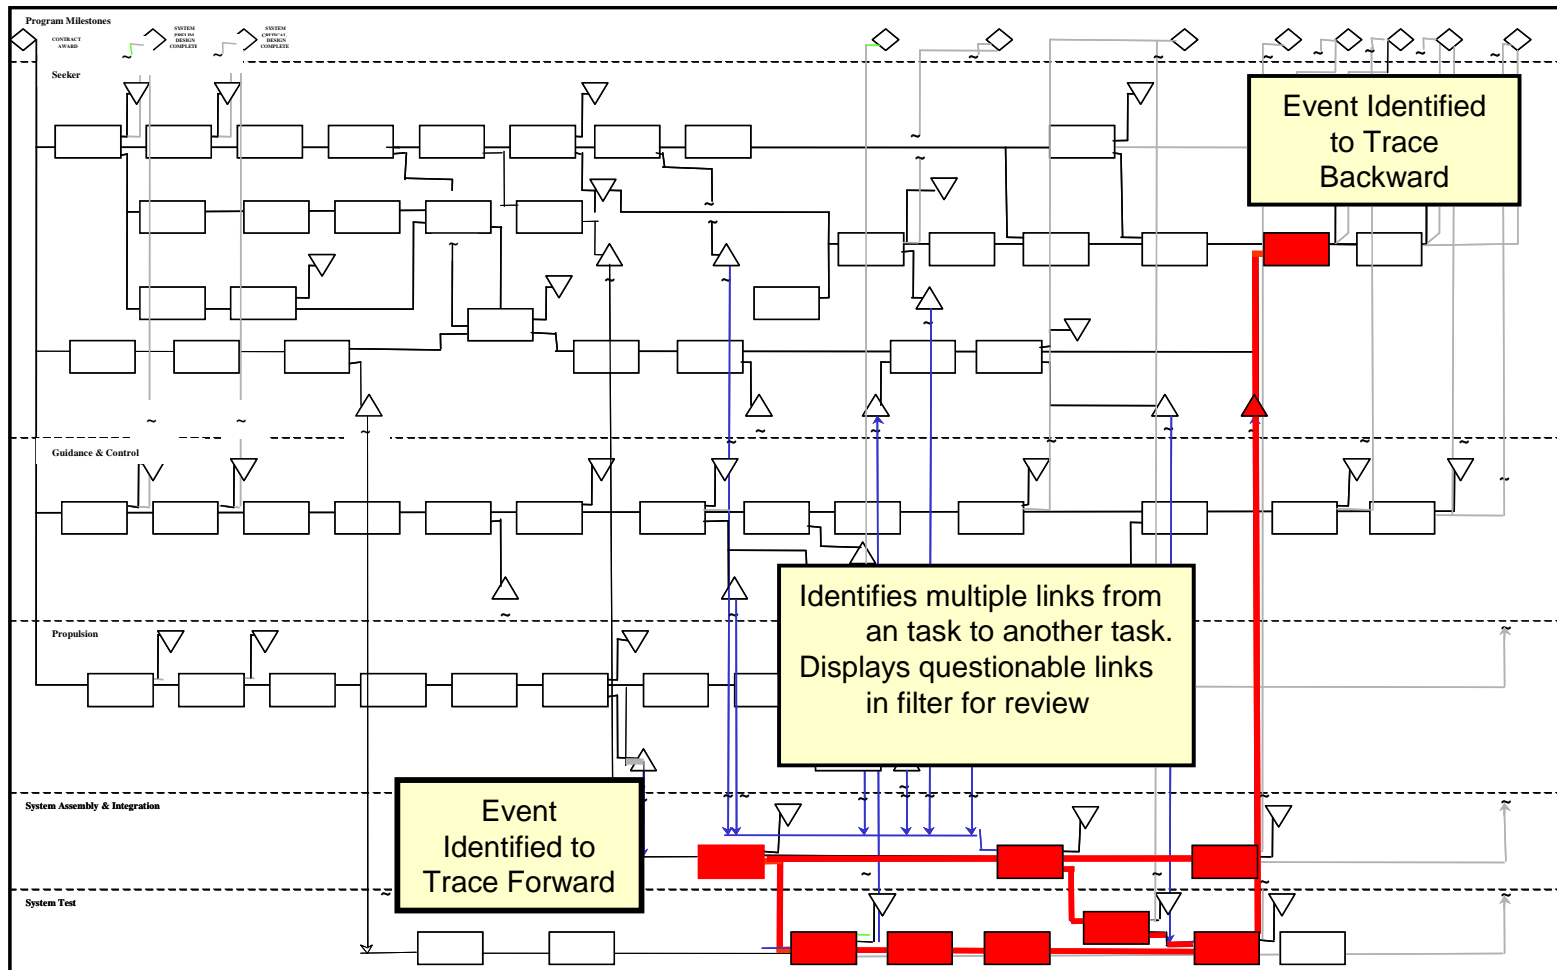 Program Milestones
CONTRACT
AWARD
SYSTEM
PRELIM
DESIGN
COMPLETE
SYSTEM
CRITICAL
DESIGN
COMPLETE
Seeker
Event Identified
to Trace
Backward
Guidance & Control
Identifies multiple links from
an task to another task.
Displays questionable links
in filter for review
Propulsion
Event
Identified to
Trace Forward
System Assembly & Integration
System Test